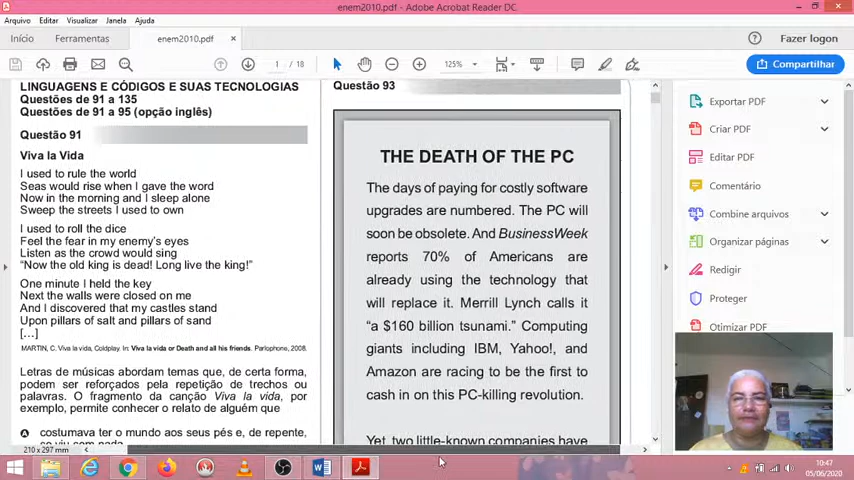 enem2010.pdf - Adobe Acrobat Reader DC
Arquivo Editar Visualizar Janela Ajuda
Início Ferramentas enem2010.pdf × Fazer logon
1 / 18 125% Compartilhar
LINGUAGENS E CÓDIGOS E SUAS TECNOLOGIAS
Questões de 91 a 135
Questões de 91 a 95 (opção inglês)
Questão 91
Viva la Vida
I used to rule the world
Seas would rise when I gave the word
Now in the morning and I sleep alone
Sweep the streets I used to own
I used to roll the dice
Feel the fear in my enemy's eyes
Listen as the crowd would sing
“Now the old king is dead! Long live the king!”
One minute I held the key
Next the walls were closed on me
And I discovered that my castles stand
Upon pillars of salt and pillars of sand
[...]
MARTIN, C. Viva la vida, Coldplay. In: Viva la vida or Death and all his friends. Parlophone, 2008.
Letras de músicas abordam temas que, de certa forma,
podem ser reforçados pela repetição de trechos ou
palavras. O fragmento da canção Viva la vida, por
exemplo, permite conhecer o relato de alguém que
A costumava ter o mundo aos seus pés e, de repente,
se viu sem nada
210 x 297 mm
Questão 93
THE DEATH OF THE PC
The days of paying for costly software
upgrades are numbered. The PC will
soon be obsolete. And BusinessWeek
reports 70% of Americans are
already using the technology that
will replace it. Merrill Lynch calls it
“a $160 billion tsunami.” Computing
giants including IBM, Yahoo!, and
Amazon are racing to be the first to
cash in on this PC-killing revolution.
Yet, two little-known companies have
Exportar PDF
Criar PDF
Editar PDF
Comentário
Combine arquivos
Organizar páginas
Redigir
Proteger
Otimizar PDF
10:47
05/06/2020